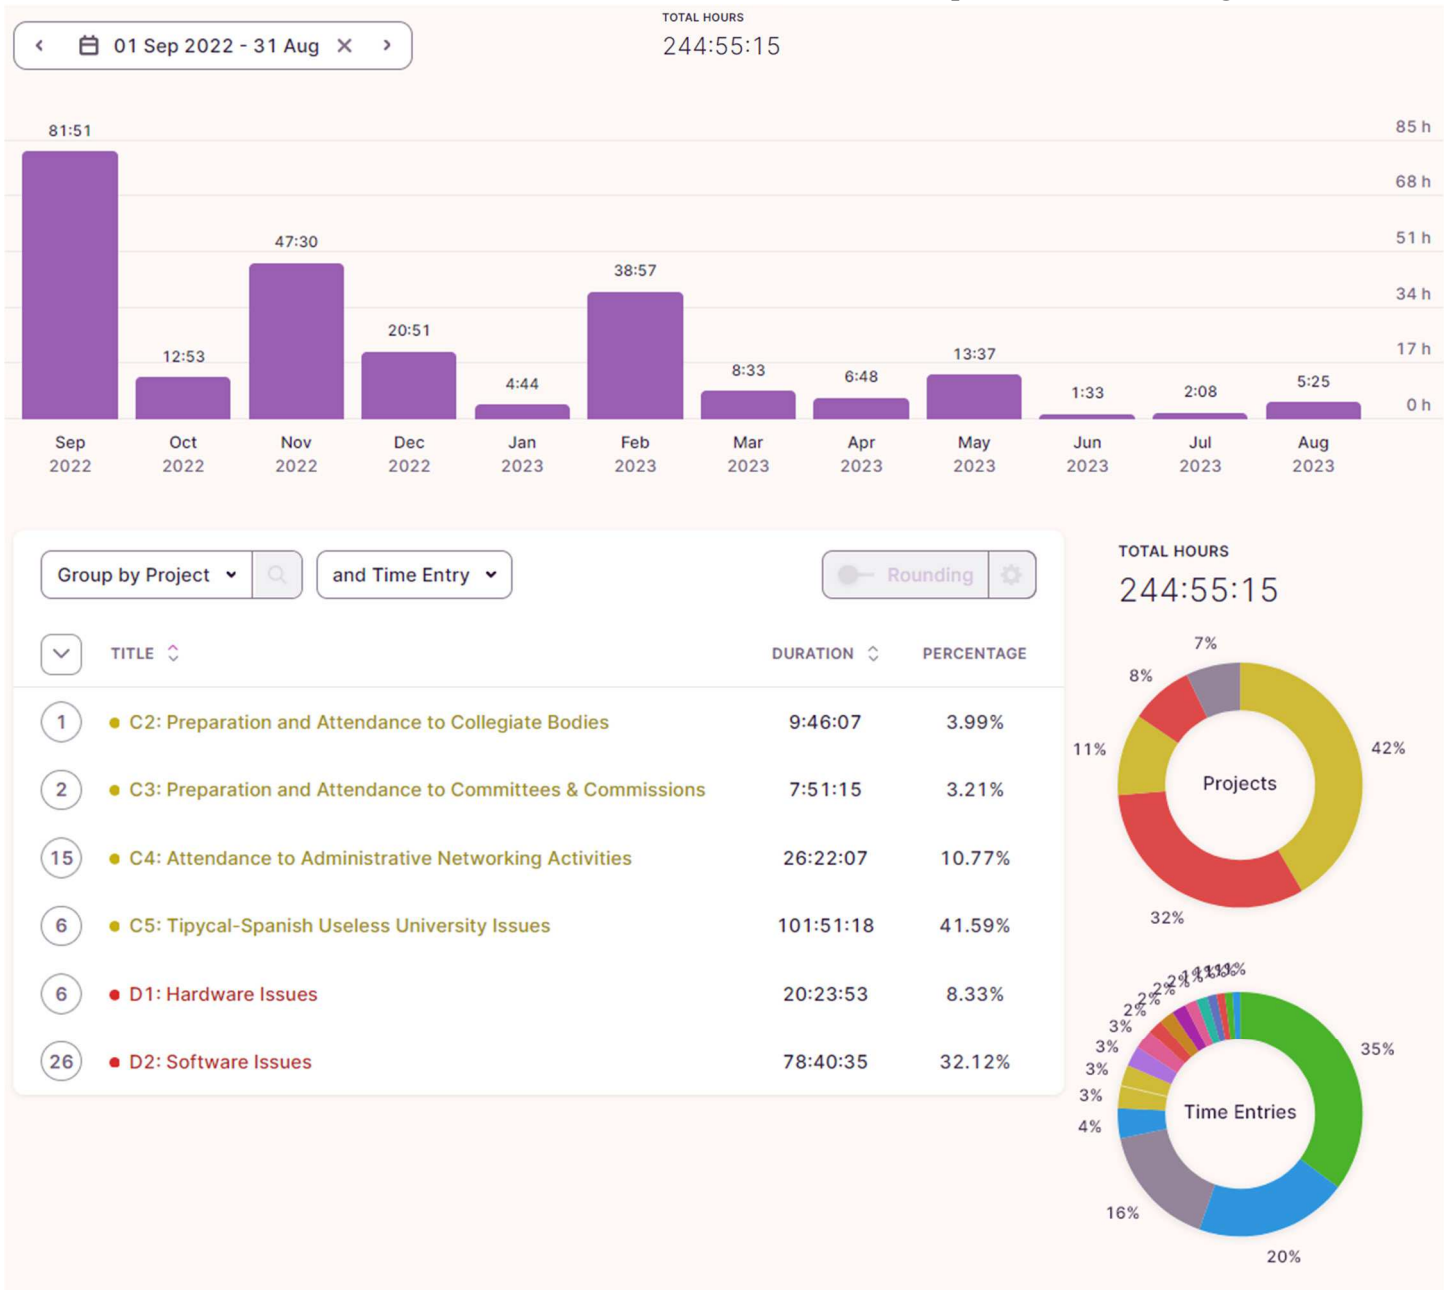 TOTAL HOURS
01 Sep 2022 - 31 Aug
244:55:15
81:51
12:53
47:30
20:51
4:44
38:57
8:33
6:48
13:37
1:33
2:08
5:25
85 h
68 h
51 h
34 h
17 h
0 h
Sep Oct Nov Dec Jan Feb Mar Apr May Jun Jul Aug
2022 2022 2022 2022 2023 2023 2023 2023 2023 2023 2023 2023
Group by Project and Time Entry Rounding
TITLE DURATION PERCENTAGE
1 C2: Preparation and Attendance to Collegiate Bodies 9:46:07 3.99%
2 C3: Preparation and Attendance to Committees & Commissions 7:51:15 3.21%
15 C4: Attendance to Administrative Networking Activities 26:22:07 10.77%
6 C5: Tipycal-Spanish Useless University Issues 101:51:18 41.59%
6 D1: Hardware Issues 20:23:53 8.33%
26 D2: Software Issues 78:40:35 32.12%
TOTAL HOURS
244:55:15
7%
8%
11%
42%
Projects
32%
2%
2%
2%
2%
3%
3%
3%
3%
4%
35%
Time Entries
16%
20%